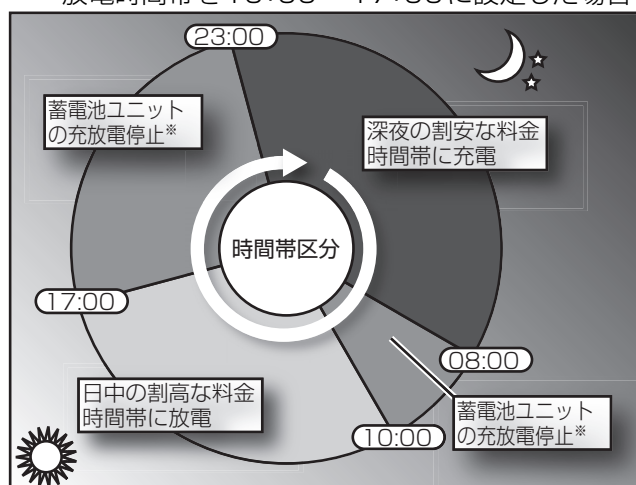 放電時間帯を10:00～17:00に設定した場合
23:00
蓄電池ユニット
の充放電停止※
深夜の割安な料金
時間帯に充電
時間帯区分
17:00
08:00
日中の割高な料金
時間帯に放電
蓄電池ユニット
の充放電停止※
10:00